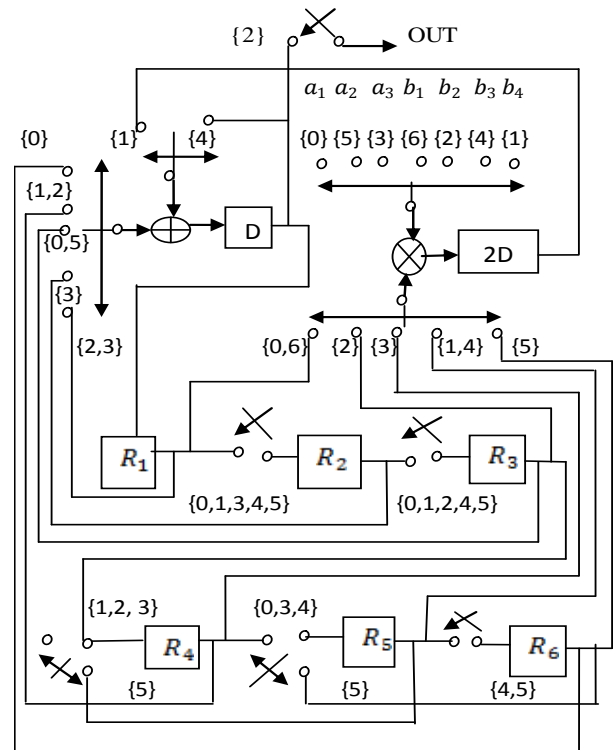 {2} OUT
a₁ a₂ a₃ b₁ b₂ b₃ b₄
{0} {1} {4} {0} {5} {3} {6} {2} {4} {1}
{1,2}
{0,5} D 2D
{3}
{2,3} {0,6} {2} {3} {1,4} {5}
R₁ R₂ R₃
{0,1,3,4,5} {0,1,2,4,5}
{1,2, 3} {0,3,4}
R₄ R₅ R₆
{5} {5} {4,5}